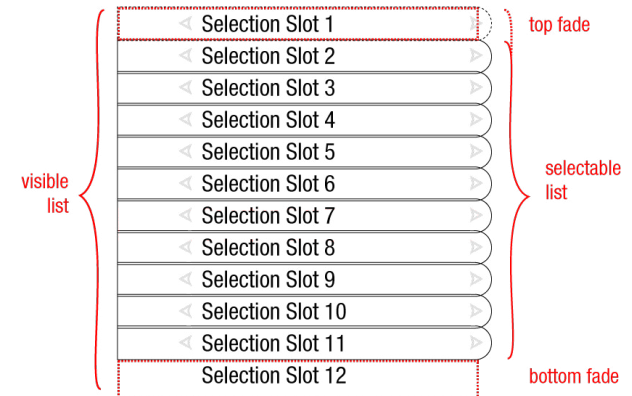 Selection Slot 1
top fade
Selection Slot 2
Selection Slot 3
Selection Slot 4
Selection Slot 5
selectable
list
visible
list
Selection Slot 6
Selection Slot 7
Selection Slot 8
Selection Slot 9
Selection Slot 10
Selection Slot 11
Selection Slot 12
bottom fade